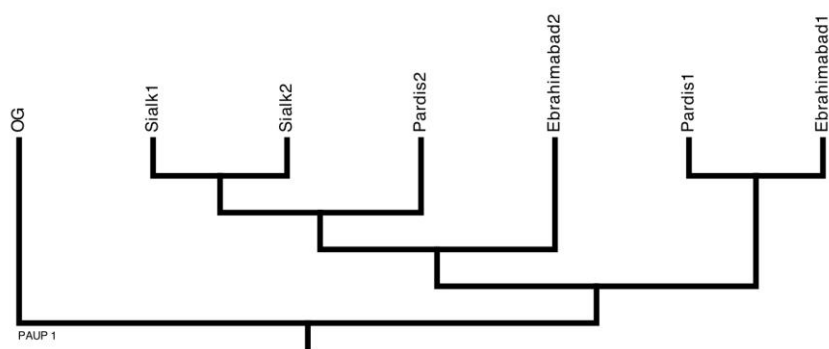 OG
Sialk1
Sialk2
Pardis2
Ebrahimabad2
Pardis1
Ebrahimabad1
PAUP 1